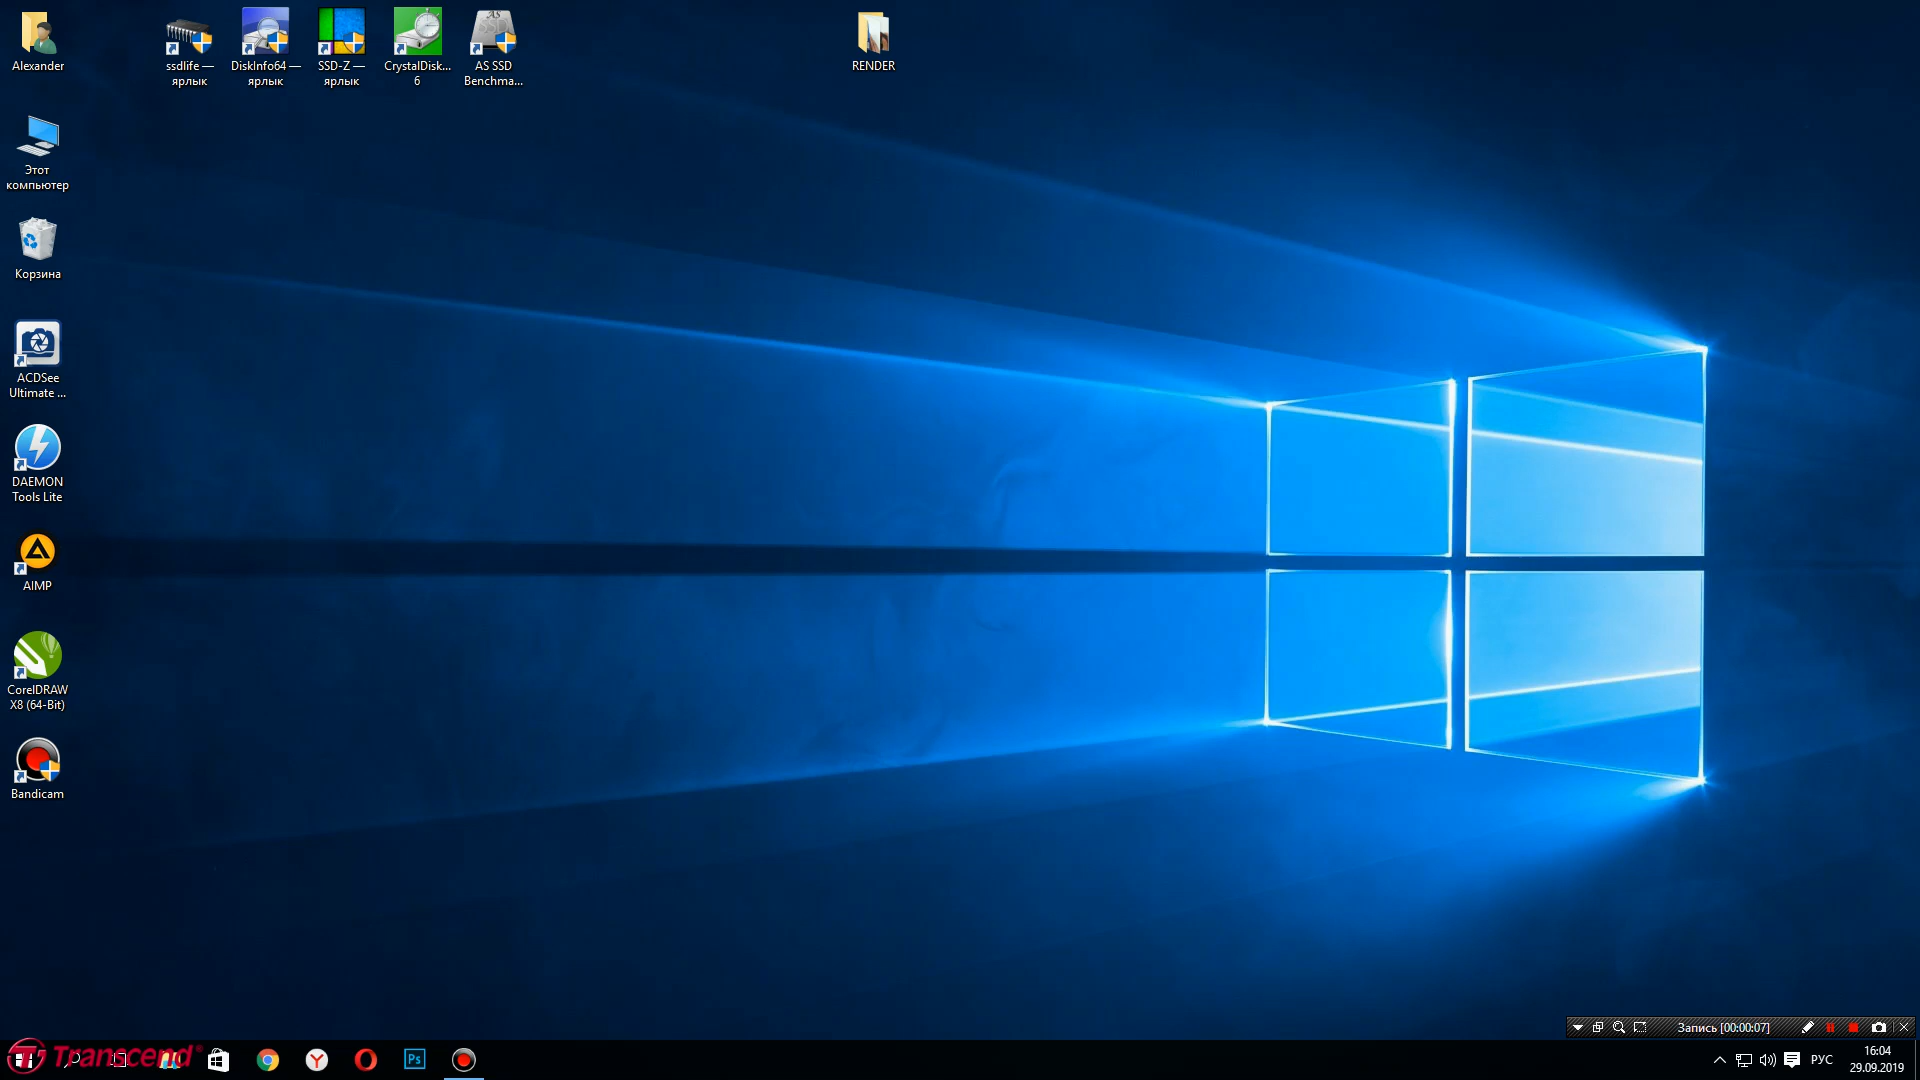 Alexander
ssdlife —
ярлык
DiskInfo64 —
ярлык
SSD-Z —
ярлык
CrystalDisk...
6
AS SSD
Benchma...
RENDER
Этот
компьютер
Корзина
ACDSee
Ultimate ...
DAEMON
Tools Lite
AIMP
CorelDRAW
X8 (64-Bit)
Bandicam
Запись [00:00:07]
Transcend®
Ps
РУС
16:04
29.09.2019